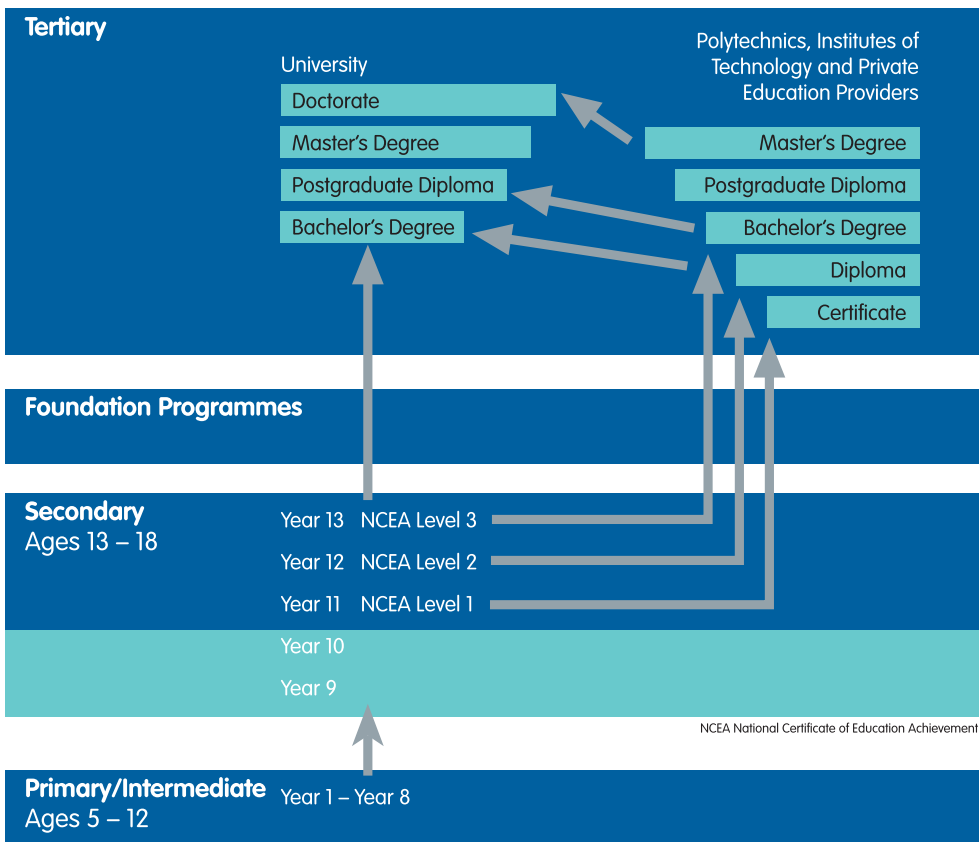 Tertiary
University
Doctorate
Master's Degree
Postgraduate Diploma
Bachelor's Degree
Polytechnics, Institutes of
Technology and Private
Education Providers
Master's Degree
Postgraduate Diploma
Bachelor's Degree
Diploma
Certificate
Foundation Programmes
Secondary
Ages 13 – 18
Year 13 NCEA Level 3
Year 12 NCEA Level 2
Year 11 NCEA Level 1
Year 10
Year 9
NCEA National Certificate of Education Achievement
Primary/Intermediate
Ages 5 – 12
Year 1 – Year 8